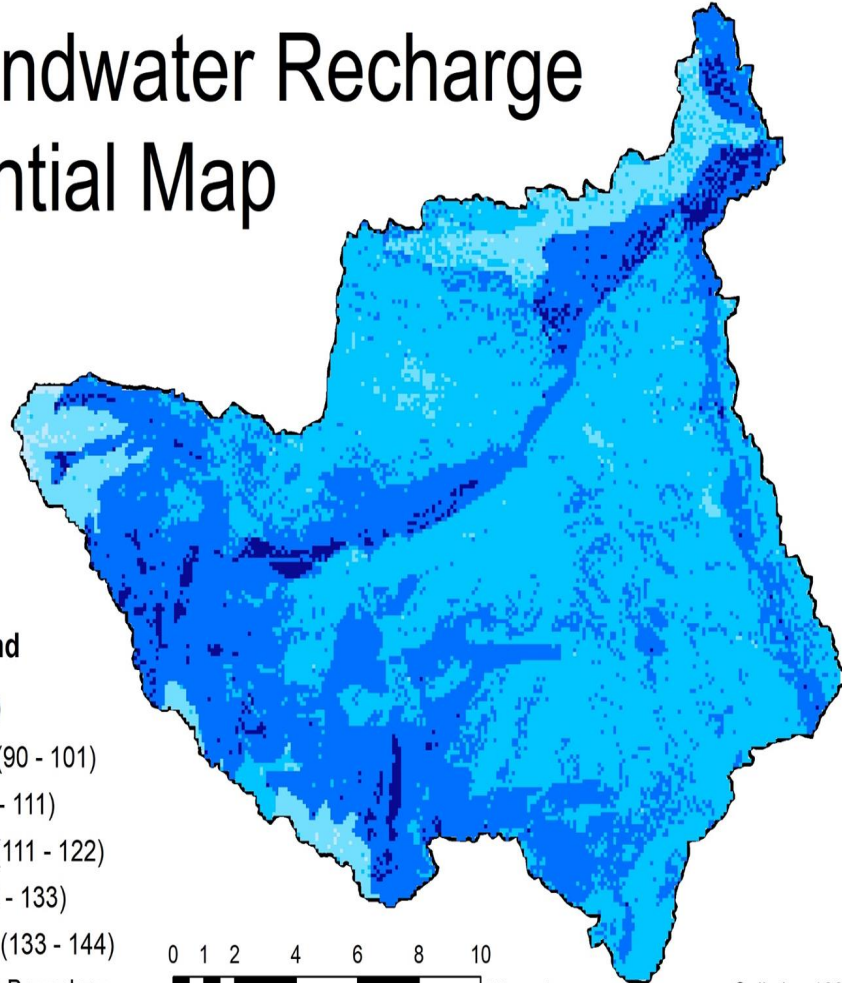 ndwater Recharge
ntial Map
nd
)
(90 - 101)
- 111)
(111 - 122)
- 133)
(133 - 144)
0 1 2 4 6 8 10